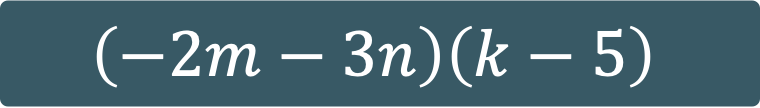 (−2m − 3n)(k − 5)